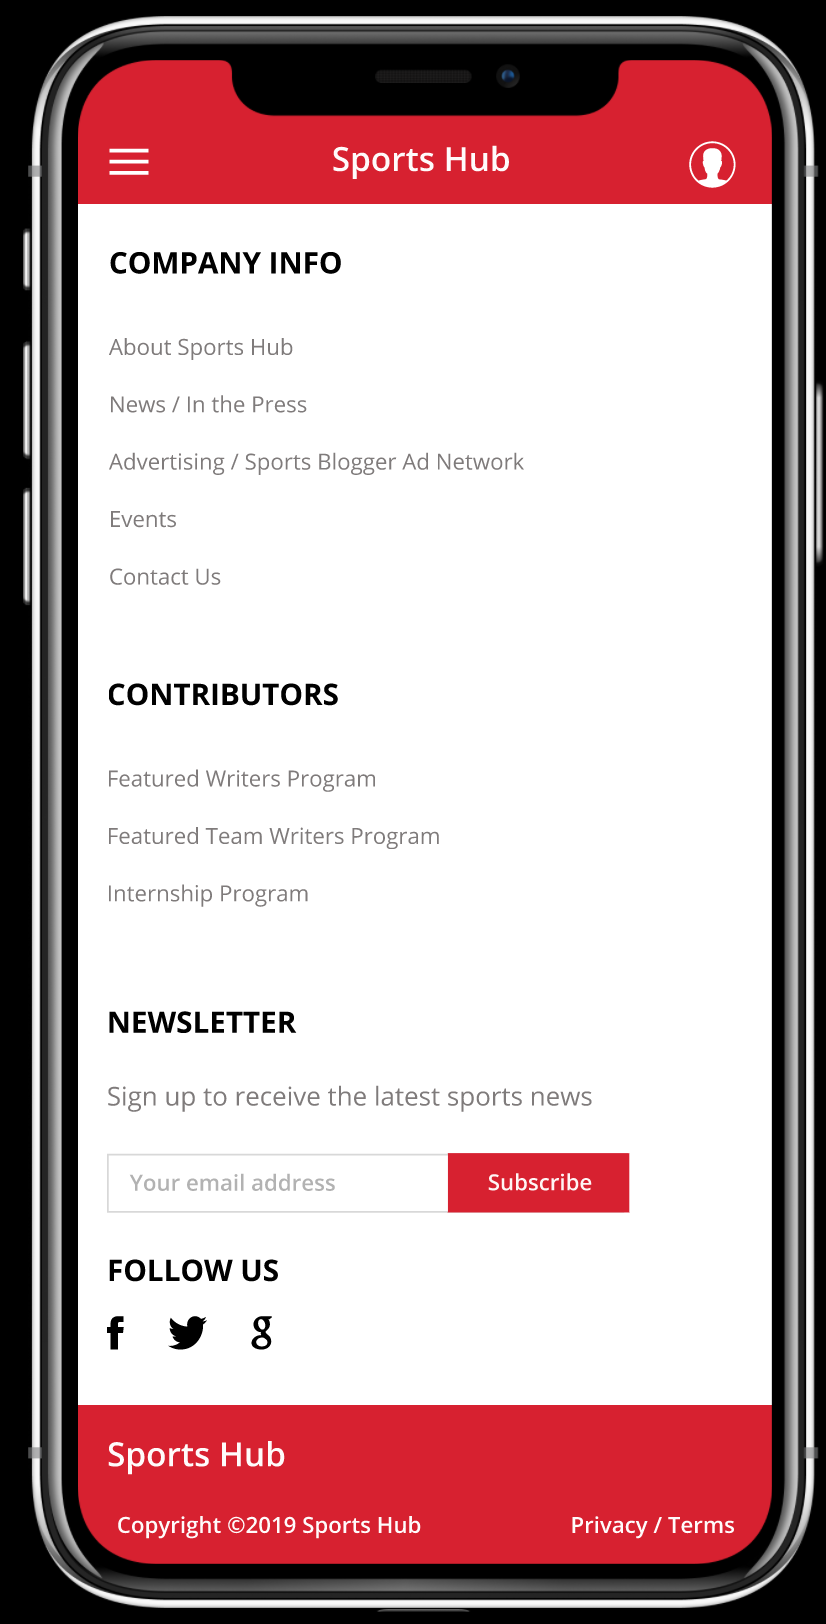 Sports Hub
COMPANY INFO
About Sports Hub
News / In the Press
Advertising / Sports Blogger Ad Network
Events
Contact Us
CONTRIBUTORS
Featured Writers Program
Featured Team Writers Program
Internship Program
NEWSLETTER
Sign up to receive the latest sports news
Your email address Subscribe
FOLLOW US
Sports Hub
Copyright ©2019 Sports Hub Privacy / Terms